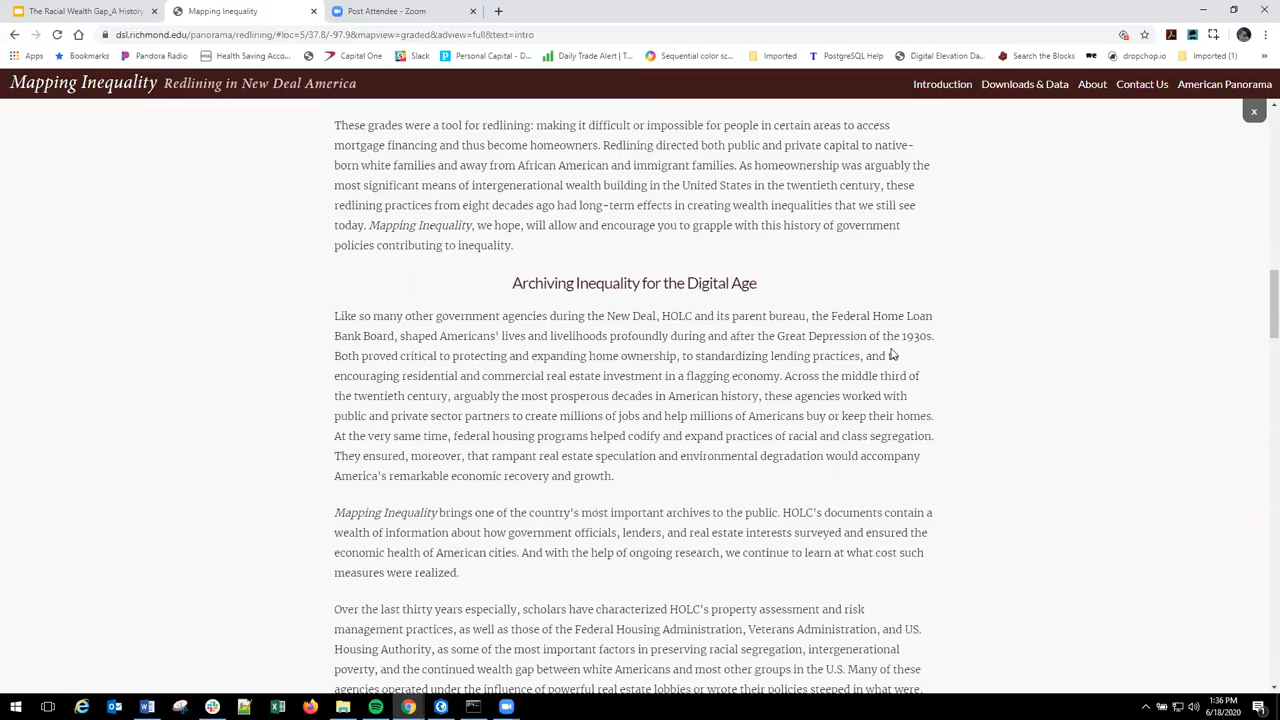 The Racial Wealth Gap_A History
Mapping Inequality
Post Attendee - Zoom
dsl.richmond.edu/panorama/redlining/#loc=5/37.8/-97.9&mapview=graded&adview=full&text=intro
Apps
Bookmarks
Pandora Radio
Health Saving Acco...
Capital One
Slack
Personal Capital - D...
Daily Trade Alert | T...
Sequential color sc...
Important
PostgreSQL Help
Digital Elevation Da...
Search the Blocks
dropchop.io
Imported
Imported (1)
Mapping Inequality Redlining in New Deal America
Introduction
Downloads & Data
About
Contact Us
American Panorama
x
These grades were a tool for redlining: making it difficult or impossible for people in certain areas to access
mortgage financing and thus become homeowners. Redlining directed both public and private capital to native-
born white families and away from African American and immigrant families. As homeownership was arguably the
most significant means of intergenerational wealth building in the United States in the twentieth century, these
redlining practices from eight decades ago had long-term effects in creating wealth inequalities that we still see
today. Mapping Inequality, we hope, will allow and encourage you to grapple with this history of government
policies contributing to inequality.
Archiving Inequality for the Digital Age
Like so many other government agencies during the New Deal, HOLC and its parent bureau, the Federal Home Loan
Bank Board, shaped Americans' lives and livelihoods profoundly during and after the Great Depression of the 1930s.
Both proved critical to protecting and expanding home ownership, to standardizing lending practices, and to
encouraging residential and commercial real estate investment in a flagging economy. Across the middle third of
the twentieth century, arguably the most prosperous decades in American history, these agencies worked with
public and private sector partners to create millions of jobs and help millions of Americans buy or keep their homes.
At the very same time, federal housing programs helped codify and expand practices of racial and class segregation.
They ensured, moreover, that rampant real estate speculation and environmental degradation would accompany
America's remarkable economic recovery and growth.
Mapping Inequality brings one of the country's most important archives to the public. HOLC's documents contain a
wealth of information about how government officials, lenders, and real estate interests surveyed and ensured the
economic health of American cities. And with the help of ongoing research, we continue to learn at what cost such
measures were realized.
Over the last thirty years especially, scholars have characterized HOLC's property assessment and risk
management practices, as well as those of the Federal Housing Administration, Veterans Administration, and US.
Housing Authority, as some of the most important factors in preserving racial segregation, intergenerational
poverty, and the continued wealth gap between white Americans and most other groups in the U.S. Many of these
agencies operated under the influence of powerful real estate lobbies or wrote their policies steeped in what were,
1:36 PM
6/18/2020